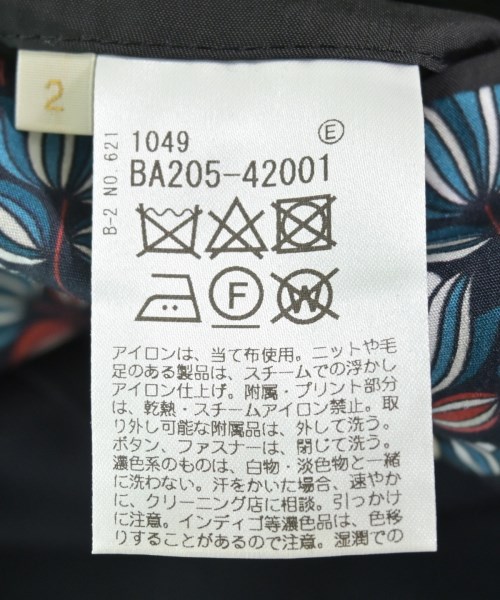 2
B-2 NO.621
1049
E
BA205-42001
F
W
アイロンは、当て布使用。ニットや毛
足のある製品は、スチームでの浮かし
アイロン仕上げ。附属・プリント部分
は、乾熱・スチームアイロン禁止。取
り外し可能な附属品は、外して洗う。
ボタン、ファスナーは、閉じて洗う。
濃色系のものは、白物・淡色物と一緒
に洗わない。汗をかいた場合、速やか
に、クリーニング店に相談。引っかけ
に注意。インディゴ等濃色品は、色移
りすることがあるので注意。湿潤での